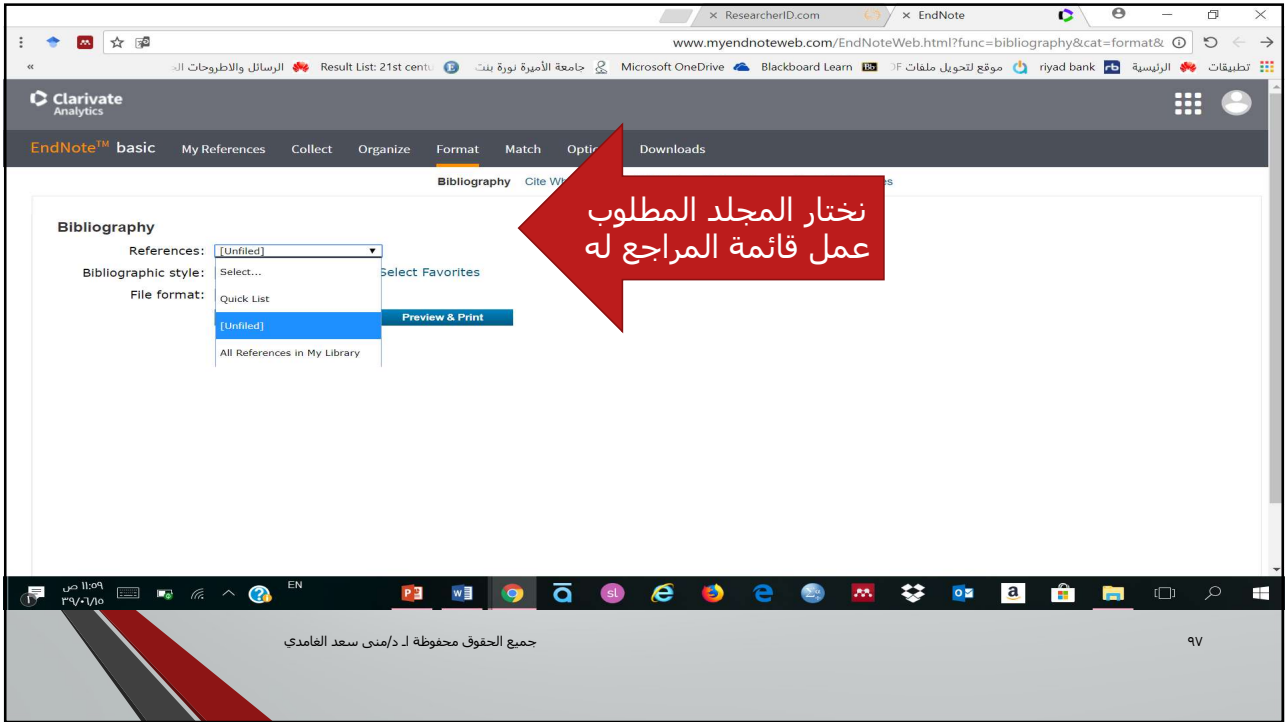 ResearcherID.com
EndNote
www.myendnoteweb.com/EndNoteWeb.html?func=bibliography&cat=format&
تطبيقات
الرئيسية
riyad bank
موقع لتحويل ملفات
Blackboard Learn
Microsoft OneDrive
جامعة الأميرة نورة بنت
Result List: 21st centu
الرسائل والاطروحات الـ
Clarivate
Analytics
EndNote™ basic My References Collect Organize Format Match Downloads
Bibliography Cite
نختار المجلد المطلوب
عمل قائمة المراجع له
Bibliography
References: [Unfiled]
Bibliographic style: Select... Select Favorites
File format: Quick List
[Unfiled] Preview & Print
All References in My Library
EN
١١:٠٩ ص
٣٩/٠٦/١٥
جميع الحقوق محفوظة لـ د/منى سعد الغامدي
٩٧